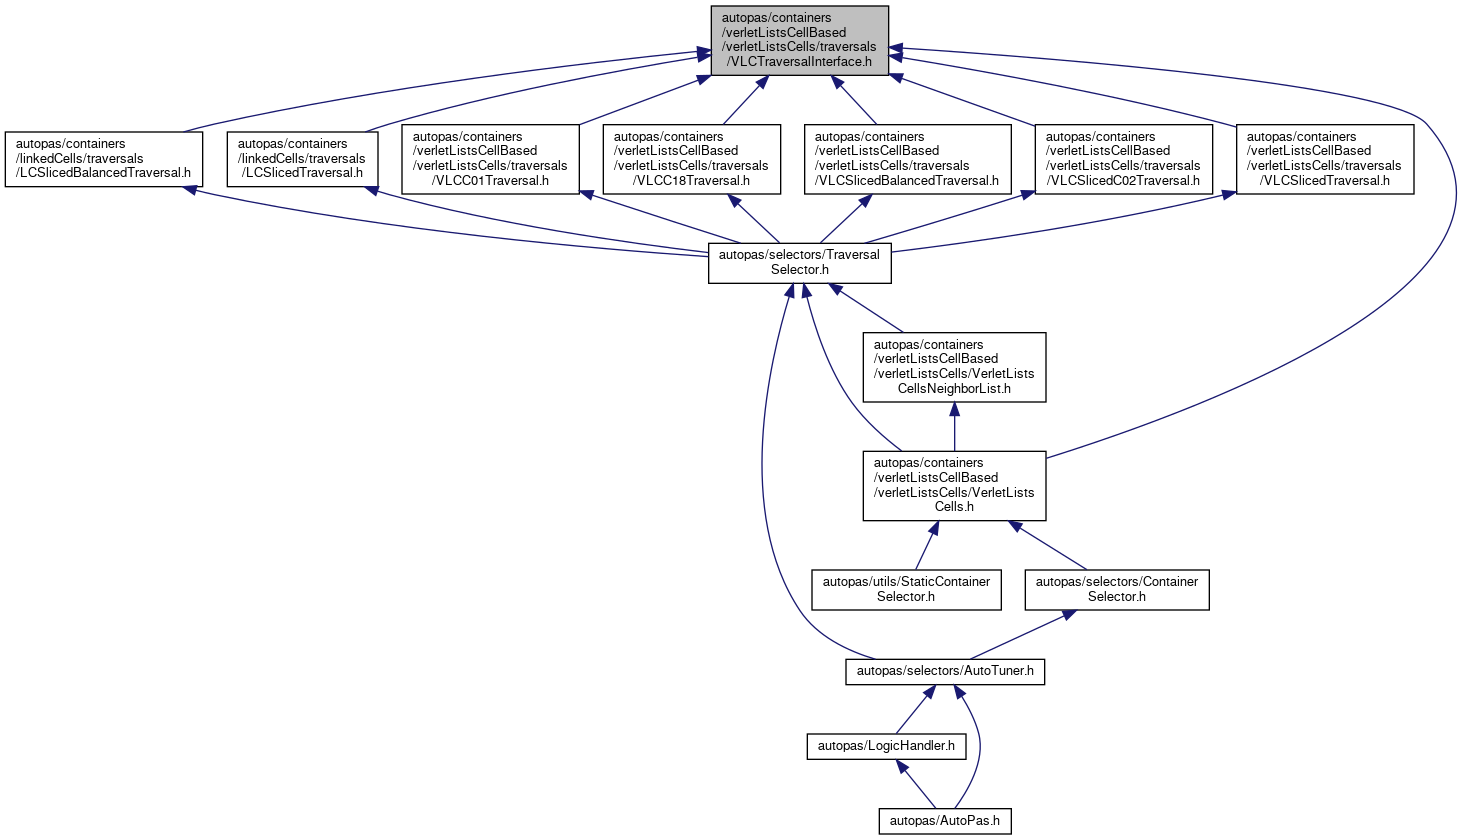 autopas/containers
/verletListsCellBased
/verletListsCells/traversals
/VLCTraversalInterface.h
autopas/containers
/linkedCells/traversals
/LCSlicedBalancedTraversal.h
autopas/containers
/linkedCells/traversals
/LCSlicedTraversal.h
autopas/containers
/verletListsCellBased
/verletListsCells/traversals
/VLCC01Traversal.h
autopas/containers
/verletListsCellBased
/verletListsCells/traversals
/VLCC18Traversal.h
autopas/containers
/verletListsCellBased
/verletListsCells/traversals
/VLCSlicedBalancedTraversal.h
autopas/containers
/verletListsCellBased
/verletListsCells/traversals
/VLCSlicedC02Traversal.h
autopas/containers
/verletListsCellBased
/verletListsCells/traversals
/VLCSlicedTraversal.h
autopas/selectors/Traversal
Selector.h
autopas/containers
/verletListsCellBased
/verletListsCells/VerletLists
CellsNeighborList.h
autopas/containers
/verletListsCellBased
/verletListsCells/VerletLists
Cells.h
autopas/utils/StaticContainer
Selector.h
autopas/selectors/Container
Selector.h
autopas/selectors/AutoTuner.h
autopas/LogicHandler.h
autopas/AutoPas.h